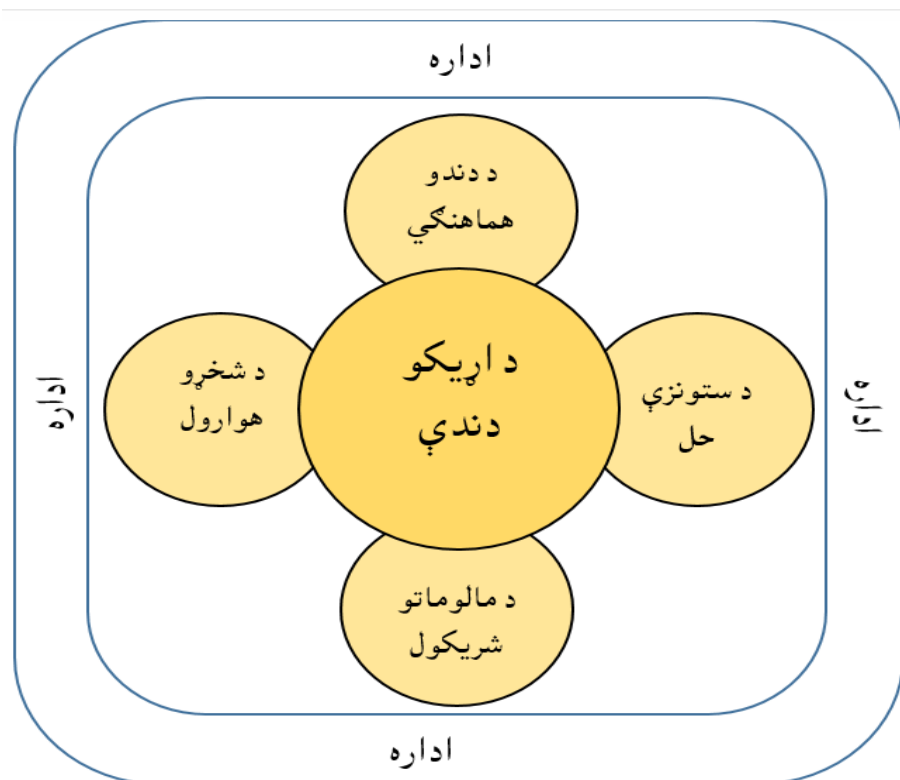 اداره
د دندو
هماهنګي
د اړیکو
دندې
د ستونزې
حل
د شخړو
هوارول
د مالوماتو
شریکول
اداره
اداره
اداره